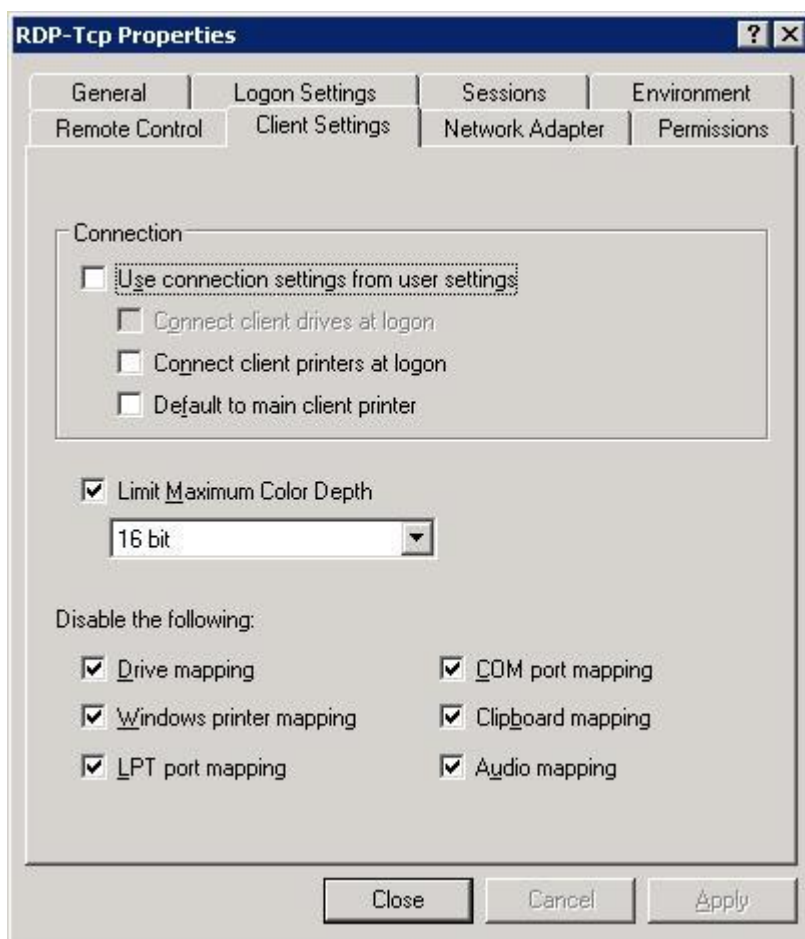 RDP-Tcp Properties
General Logon Settings Sessions Environment
Remote Control Client Settings Network Adapter Permissions
Connection
Use connection settings from user settings
Connect client drives at logon
Connect client printers at logon
Default to main client printer
Limit Maximum Color Depth
16 bit
Disable the following:
Drive mapping COM port mapping
Windows printer mapping Clipboard mapping
LPT port mapping Audio mapping
Close Cancel Apply